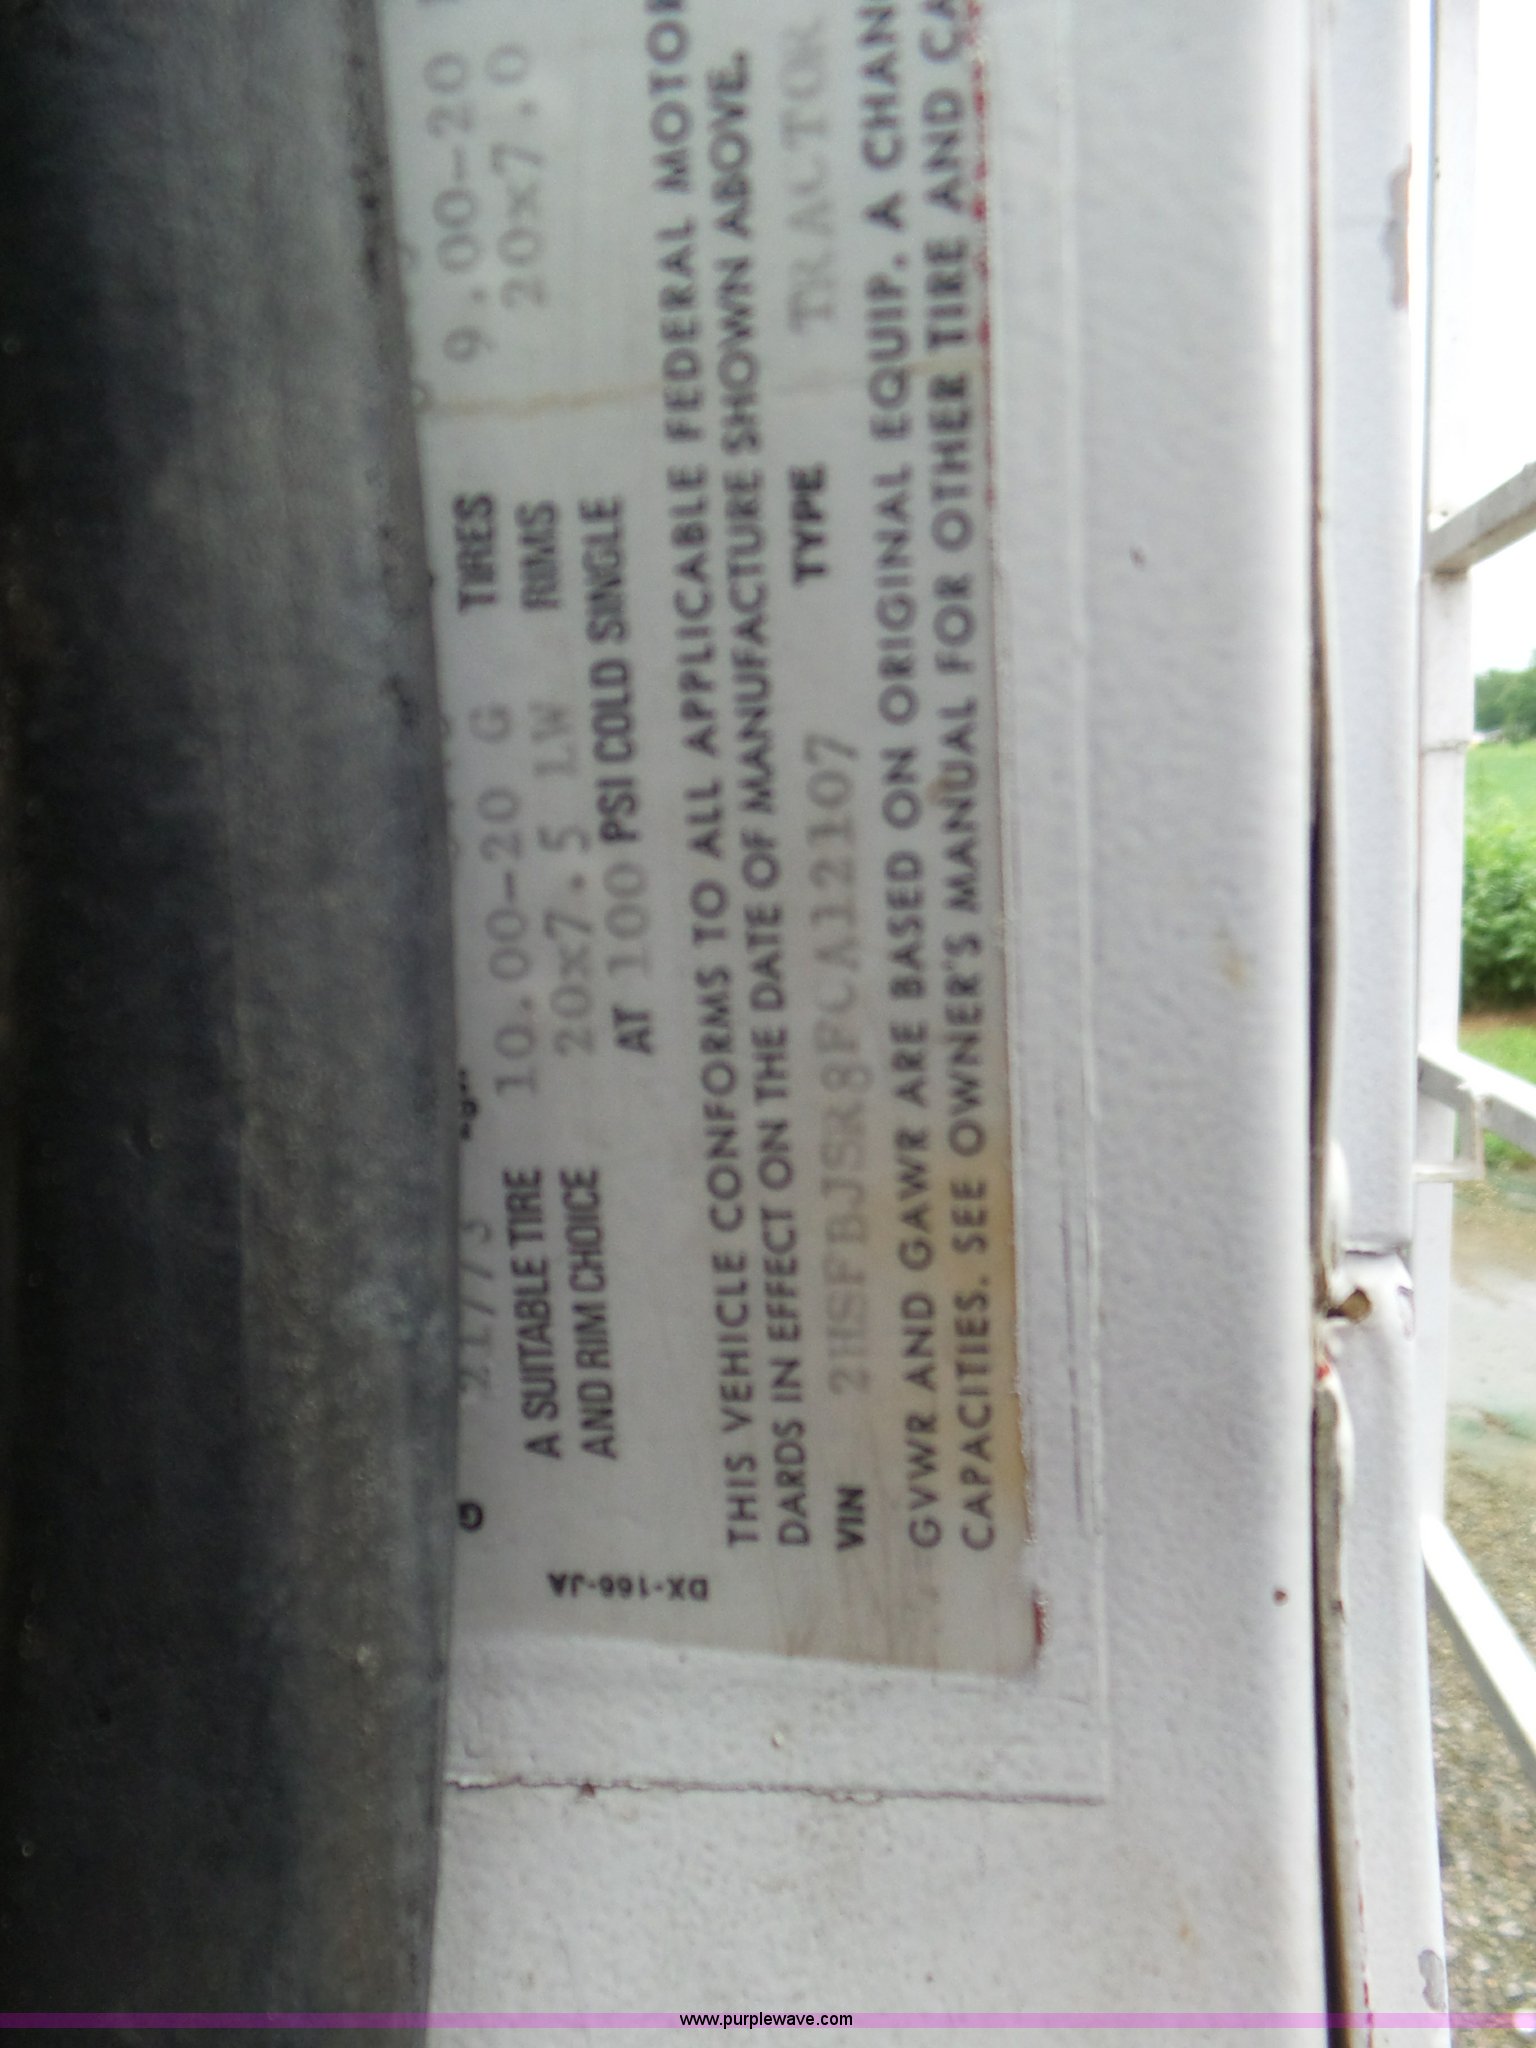 21773
A SUITABLE TIRE 10.00-20 G TIRES 9.00-20
AND RIM CHOICE 20x7.5 LW RIMS 20x7.0
AT 100 PSI COLD SINGLE
THIS VEHICLE CONFORMS TO ALL APPLICABLE FEDERAL MOTOR
DARDS IN EFFECT ON THE DATE OF MANUFACTURE SHOWN ABOVE.
VIN 2HSFBJSR8FCA12107 TYPE TRACTOR
GVWR AND GAWR ARE BASED ON ORIGINAL EQUIP. A CHAN
CAPACITIES. SEE OWNER'S MANUAL FOR OTHER TIRE AND CA
DX-166-JA
www.purplewave.com